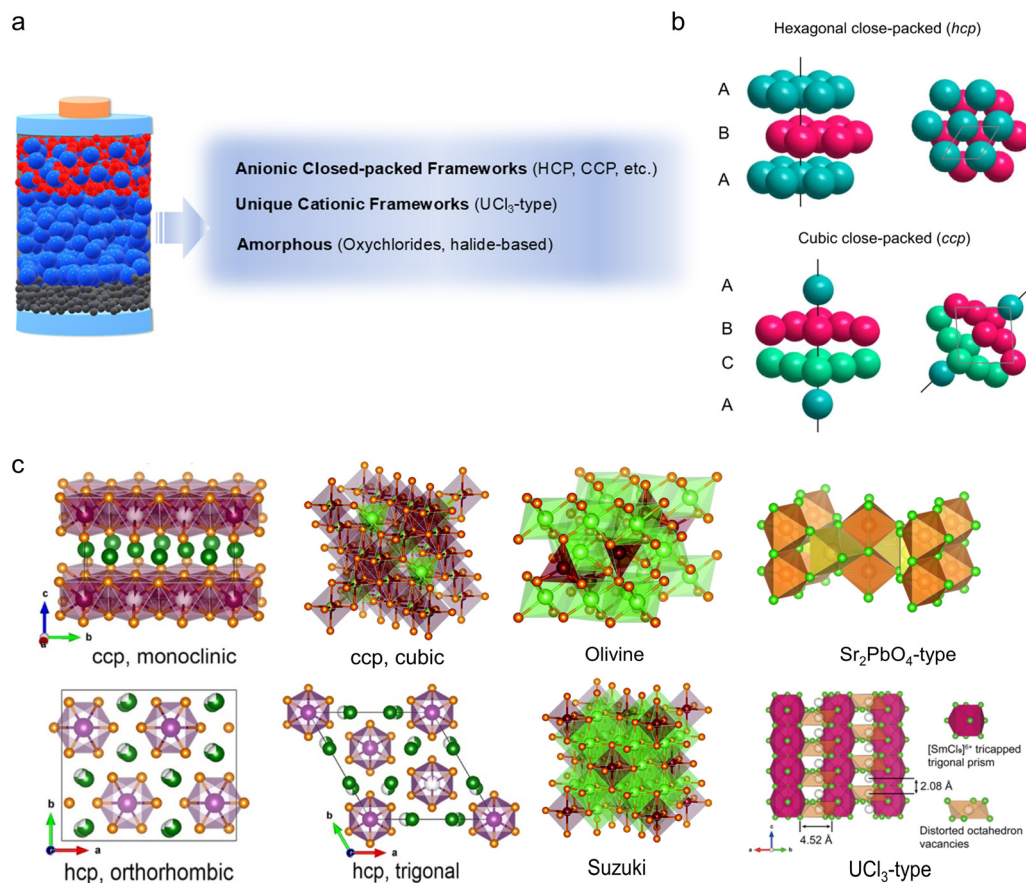 a
Anionic Closed-packed Frameworks (HCP, CCP, etc.)
Unique Cationic Frameworks (UCl₃-type)
Amorphous (Oxychlorides, halide-based)
b
Hexagonal close-packed (hcp)
A
B
A
Cubic close-packed (ccp)
A
B
C
A
c
c
b
a
ccp, monoclinic
ccp, cubic
Olivine
Sr₂PbO₄-type
b
a
hcp, orthorhombic
b
a
hcp, trigonal
Suzuki
[SmCl₉]⁶⁺ tricapped
trigonal prism
2.08 Å
Distorted octahedron
vacancies
4.52 Å
c
a
b
UCl₃-type